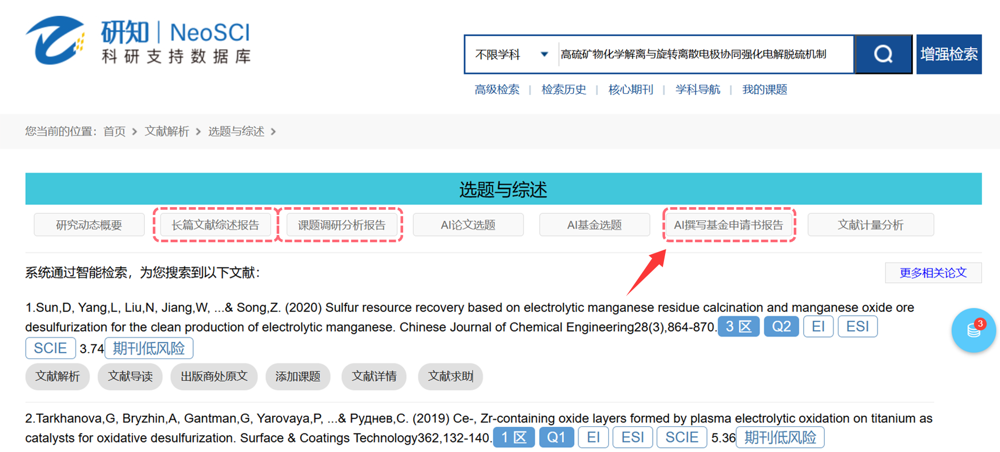 研知 | NeoSCI
科研支持数据库
不限学科 高硫矿物化学解离与旋转离散电极协同强化电解脱硫机制 增强检索
高级检索 | 检索历史 | 核心期刊 | 学科导航 | 我的课题
您当前的位置：首页 > 文献解析 > 选题与综述 >
选题与综述
研究动态概要 长篇文献综述报告 课题调研分析报告 AI论文选题 AI基金选题 AI撰写基金申请书报告 文献计量分析
系统通过智能检索，为您搜索到以下文献： 更多相关论文
1.Sun,D, Yang,L, Liu,N, Jiang,W, ...& Song,Z. (2020) Sulfur resource recovery based on electrolytic manganese residue calcination and manganese oxide ore
desulfurization for the clean production of electrolytic manganese. Chinese Journal of Chemical Engineering28(3),864-870. 3 区 Q2 EI ESI
SCIE 3.74 期刊低风险
3
文献解析 文献导读 出版商处原文 添加课题 文献详情 文献求助
2.Tarkhanova,G, Bryzhin,A, Gantman,G, Yarovaya,P, ...& Руднев,С. (2019) Ce-, Zr-containing oxide layers formed by plasma electrolytic oxidation on titanium as
catalysts for oxidative desulfurization. Surface & Coatings Technology362,132-140. 1 区 Q1 EI ESI SCIE 5.36 期刊低风险